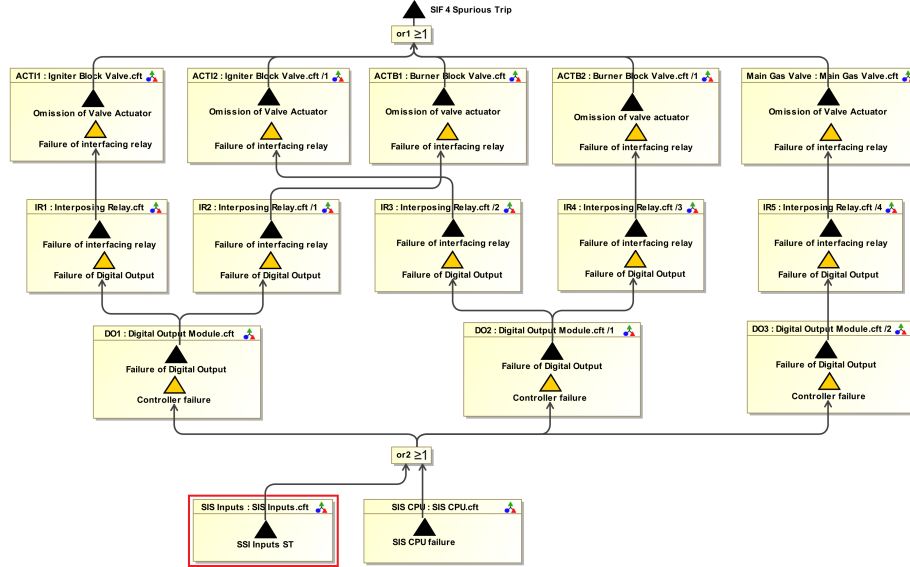 SIF 4 Spurious Trip
or1 ≥1
ACTI1 : Igniter Block Valve.cft
ACTI2 : Igniter Block Valve.cft /1
ACTB1 : Burner Block Valve.cft
ACTB2 : Burner Block Valve.cft /1
Main Gas Valve : Main Gas Valve.cft
Omission of Valve Actuator
Omission of Valve Actuator
Omission of valve actuator
Omission of valve actuator
Omission of Valve Actuator
Failure of interfacing relay
Failure of interfacing relay
Failure of interfacing relay
Failure of interfacing relay
Failure of interfacing relay
IR1 : Interposing Relay.cft
IR2 : Interposing Relay.cft /1
IR3 : Interposing Relay.cft /2
IR4 : Interposing Relay.cft /3
IR5 : Interposing Relay.cft /4
Failure of interfacing relay
Failure of interfacing relay
Failure of interfacing relay
Failure of interfacing relay
Failure of interfacing relay
Failure of Digital Output
Failure of Digital Output
Failure of Digital Output
Failure of Digital Output
Failure of Digital Output
DO1 : Digital Output Module.cft
DO2 : Digital Output Module.cft /1
DO3 : Digital Output Module.cft /2
Failure of Digital Output
Failure of Digital Output
Failure of Digital Output
Controller failure
Controller failure
Controller failure
or2 ≥1
SIS Inputs : SIS Inputs.cft
SIS CPU : SIS CPU.cft
SSI Inputs ST
SIS CPU failure